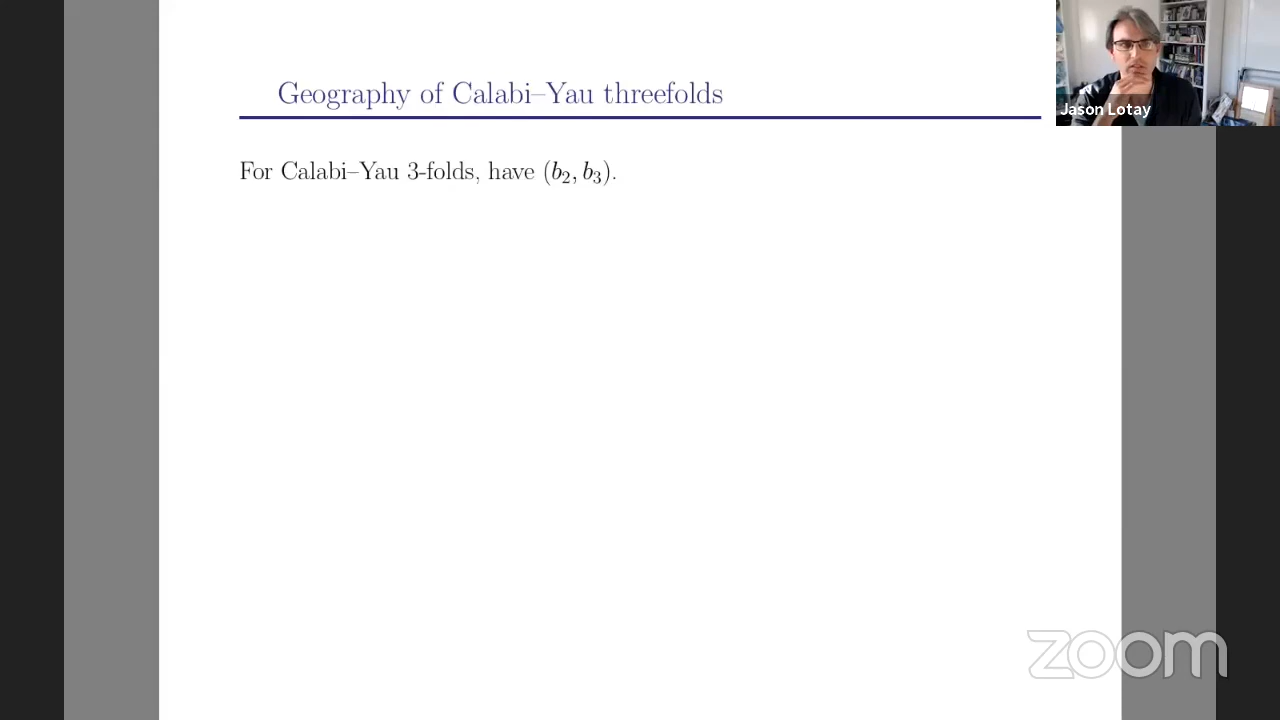 Geography of Calabi–Yau threefolds
Jason Lotay
For Calabi–Yau 3-folds, have (b₂, b₃).
zoom